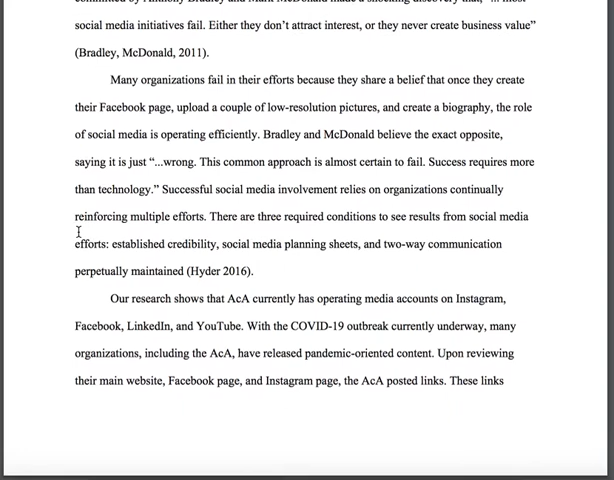 social media initiatives fail. Either they don’t attract interest, or they never create business value”
(Bradley, McDonald, 2011).
Many organizations fail in their efforts because they share a belief that once they create
their Facebook page, upload a couple of low-resolution pictures, and create a biography, the role
of social media is operating efficiently. Bradley and McDonald believe the exact opposite,
saying it is just “...wrong. This common approach is almost certain to fail. Success requires more
than technology.” Successful social media involvement relies on organizations continually
reinforcing multiple efforts. There are three required conditions to see results from social media
efforts: established credibility, social media planning sheets, and two-way communication
perpetually maintained (Hyder 2016).
Our research shows that AcA currently has operating media accounts on Instagram,
Facebook, LinkedIn, and YouTube. With the COVID-19 outbreak currently underway, many
organizations, including the AcA, have released pandemic-oriented content. Upon reviewing
their main website, Facebook page, and Instagram page, the AcA posted links. These links